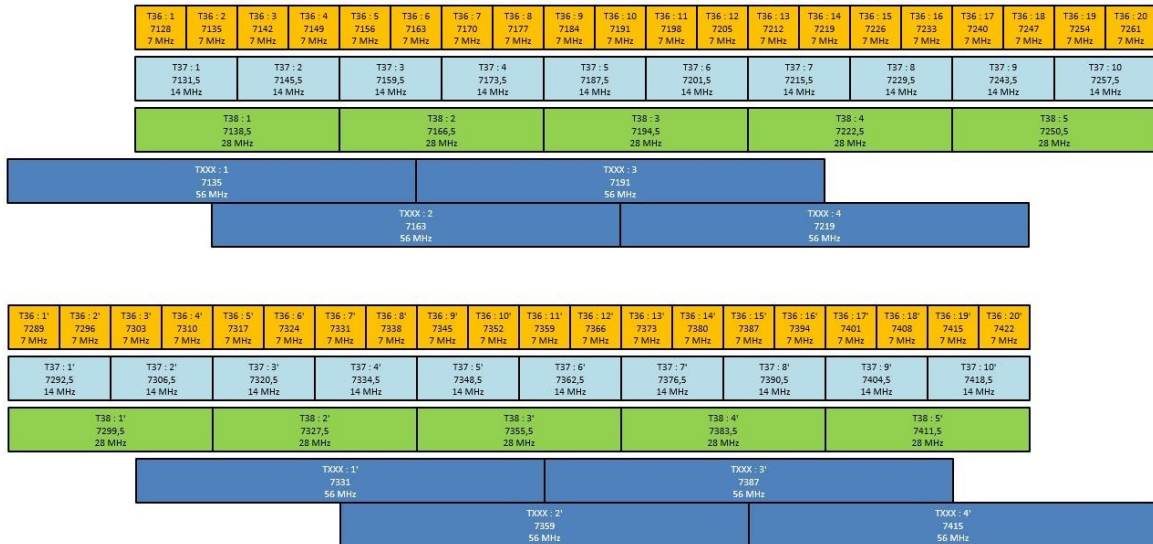 T36 : 1 T36 : 2 T36 : 3 T36 : 4 T36 : 5 T36 : 6 T36 : 7 T36 : 8 T36 : 9 T36 : 10 T36 : 11 T36 : 12 T36 : 13 T36 : 14 T36 : 15 T36 : 16 T36 : 17 T36 : 18 T36 : 19 T36 : 20
7128 7135 7142 7149 7156 7163 7170 7177 7184 7191 7198 7205 7212 7219 7226 7233 7240 7247 7254 7261
7 MHz 7 MHz 7 MHz 7 MHz 7 MHz 7 MHz 7 MHz 7 MHz 7 MHz 7 MHz 7 MHz 7 MHz 7 MHz 7 MHz 7 MHz 7 MHz 7 MHz 7 MHz 7 MHz 7 MHz
T37 : 1 T37 : 2 T37 : 3 T37 : 4 T37 : 5 T37 : 6 T37 : 7 T37 : 8 T37 : 9 T37 : 10
7131,5 7145,5 7159,5 7173,5 7187,5 7201,5 7215,5 7229,5 7243,5 7257,5
14 MHz 14 MHz 14 MHz 14 MHz 14 MHz 14 MHz 14 MHz 14 MHz 14 MHz 14 MHz
T38 : 1 T38 : 2 T38 : 3 T38 : 4 T38 : 5
7138,5 7166,5 7194,5 7222,5 7250,5
28 MHz 28 MHz 28 MHz 28 MHz 28 MHz
TXXX : 1 TXXX : 3
7135 7191
56 MHz 56 MHz
TXXX : 2 TXXX : 4
7163 7219
56 MHz 56 MHz
T36 : 1' T36 : 2' T36 : 3' T36 : 4' T36 : 5' T36 : 6' T36 : 7' T36 : 8' T36 : 9' T36 : 10' T36 : 11' T36 : 12' T36 : 13' T36 : 14' T36 : 15' T36 : 16' T36 : 17' T36 : 18' T36 : 19' T36 : 20'
7289 7296 7303 7310 7317 7324 7331 7338 7345 7352 7359 7366 7373 7380 7387 7394 7401 7408 7415 7422
7 MHz 7 MHz 7 MHz 7 MHz 7 MHz 7 MHz 7 MHz 7 MHz 7 MHz 7 MHz 7 MHz 7 MHz 7 MHz 7 MHz 7 MHz 7 MHz 7 MHz 7 MHz 7 MHz 7 MHz
T37 : 1' T37 : 2' T37 : 3' T37 : 4' T37 : 5' T37 : 6' T37 : 7' T37 : 8' T37 : 9' T37 : 10'
7292,5 7306,5 7320,5 7334,5 7348,5 7362,5 7376,5 7390,5 7404,5 7418,5
14 MHz 14 MHz 14 MHz 14 MHz 14 MHz 14 MHz 14 MHz 14 MHz 14 MHz 14 MHz
T38 : 1' T38 : 2' T38 : 3' T38 : 4' T38 : 5'
7299,5 7327,5 7355,5 7383,5 7411,5
28 MHz 28 MHz 28 MHz 28 MHz 28 MHz
TXXX : 1' TXXX : 3'
7331 7387
56 MHz 56 MHz
TXXX : 2' TXXX : 4'
7359 7415
56 MHz 56 MHz